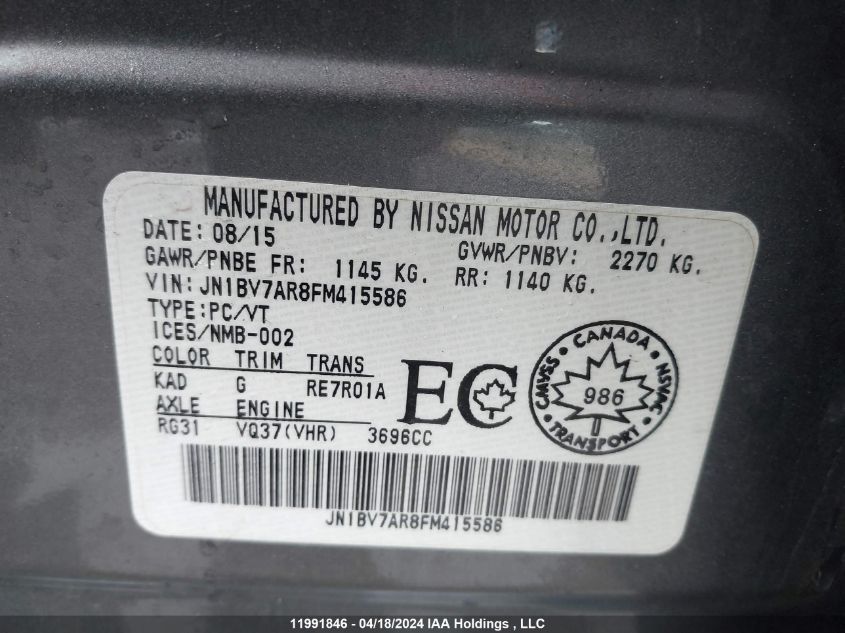 MANUFACTURED BY NISSAN MOTOR CO.,LTD.
DATE: 08/15
GVWR/PNBV: 2270 KG.
GAWR/PNBE FR: 1145 KG. RR: 1140 KG.
VIN: JN1BV7AR8FM415586
TYPE:PC/VT
ICES/NMB-002
COLOR TRIM TRANS
KAD G RE7R01A
AXLE ENGINE
RG31 VQ37(VHR) 3696CC
EC
CANADA
CMVSS
NSVAC
986
TRANSPORT
JN1BV7AR8FM415586
11991846 - 04/18/2024 IAA Holdings , LLC